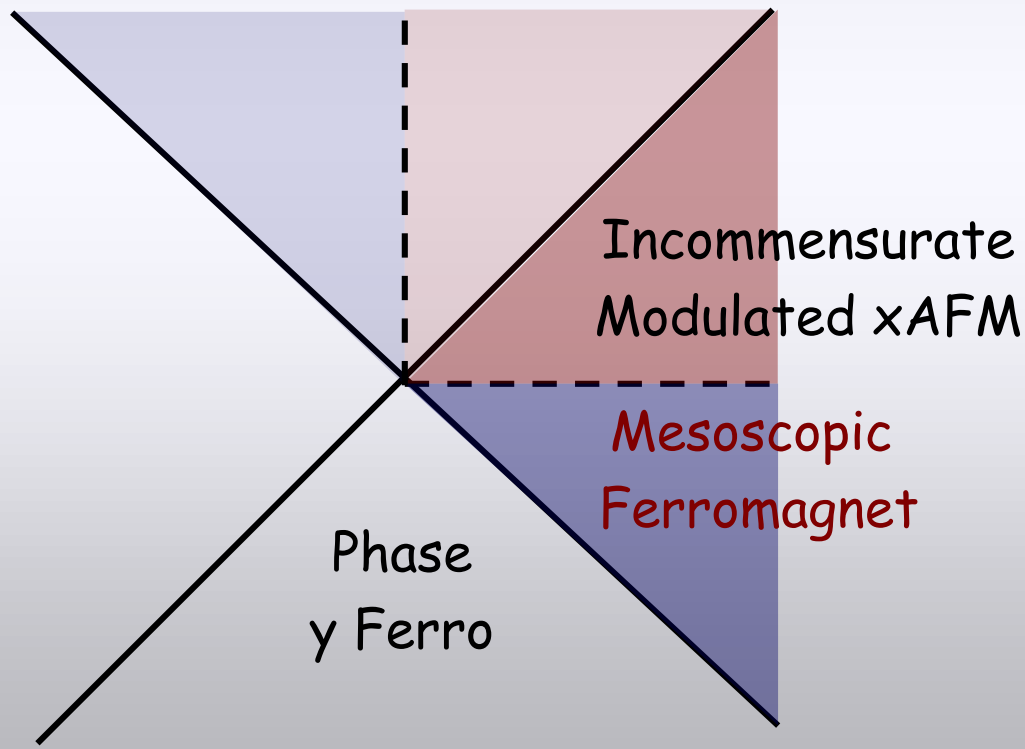 Incommensurate
Modulated xAFM
Mesoscopic
Ferromagnet
Phase
y Ferro